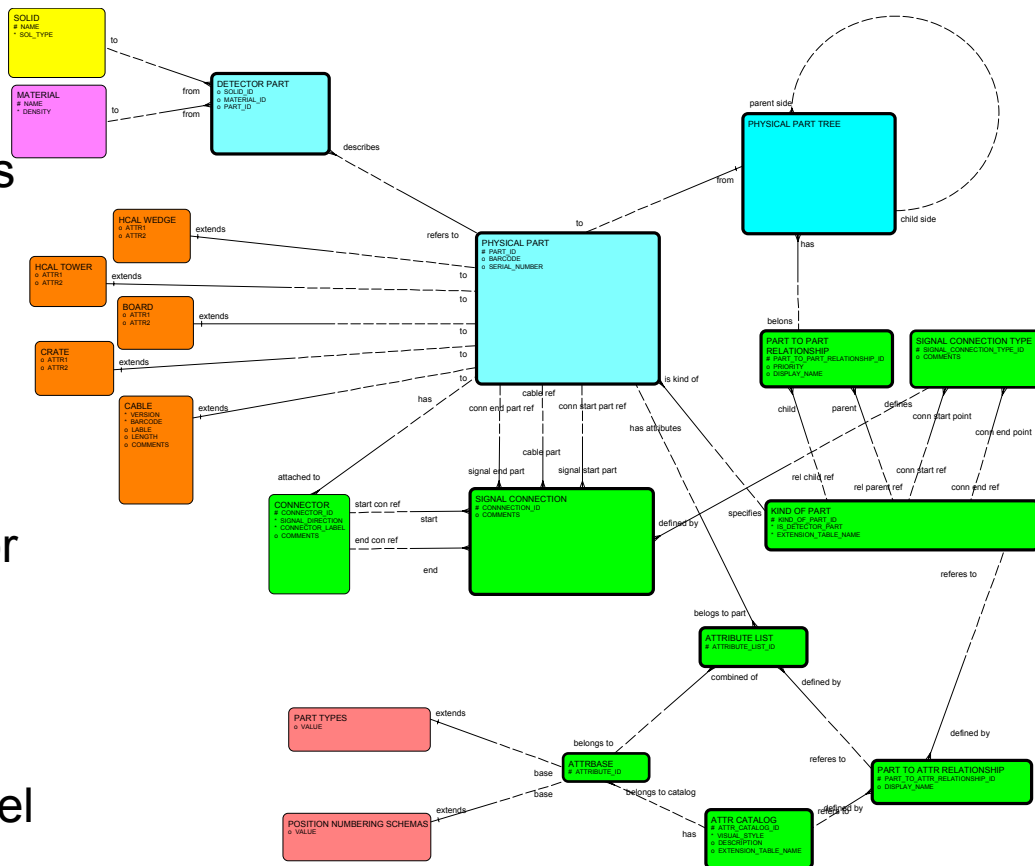 SOLID
# NAME
* SOL_TYPE
to
from
MATERIAL
# NAME
* DENSITY
to
from
DETECTOR PART
o SOLID_ID
o MATERIAL_ID
o PART_ID
describes
refers to
s
parent side
PHYSICAL PART TREE
child side
from
to
has
belons
HCAL WEDGE
o ATTR1
o ATTR2
extends
to
HCAL TOWER
o ATTR1
o ATTR2
extends
to
BOARD
o ATTR1
o ATTR2
extends
to
CRATE
o ATTR1
o ATTR2
extends
to
CABLE
* VERSION
* BARCODE
o LABLE
o LENGTH
o COMMENTS
extends
to
PHYSICAL PART
# PART_ID
o BARCODE
o SERIAL_NUMBER
PART TO PART
RELATIONSHIP
# PART_TO_PART_RELATIONSHIP_ID
o PRIORITY
o DISPLAY_NAME
SIGNAL CONNECTION TYPE
# SIGNAL_CONNECTION_TYPE_ID
o COMMENTS
is kind of
has
cable ref
conn end part ref
conn start part ref
has attributes
child
parent
defines
conn start point
conn end point
cable part
signal end part
signal start part
attached to
rel child ref
rel parent ref
conn start ref
conn end ref
CONNECTOR
# CONNECTOR_ID
* SIGNAL_DIRECTION
* CONNECTOR_LABEL
o COMMENTS
start con ref
start
end con ref
end
SIGNAL CONNECTION
# CONNNECTION_ID
o COMMENTS
defined by
specifies
KIND OF PART
# KIND_OF_PART_ID
* IS_DETECTOR_PART
* EXTENSION_TABLE_NAME
or
referes to
belogs to part
ATTRIBUTE LIST
# ATTRIBUTE_LIST_ID
combined of
defined by
PART TYPES
o VALUE
extends
base
belongs to
ATTRBASE
# ATTRIBUTE_ID
referes to
defined by
PART TO ATTR RELATIONSHIP
# PART_TO_ATTR_RELATIONSHIP_ID
o DISPLAY_NAME
el
POSITION NUMBERING SCHEMAS
o VALUE
extends
base
belongs to catalog
has
ATTR CATALOG
# ATTR_CATALOG_ID
* VISUAL_STYLE
o DESCRIPTION
o EXTENSION_TABLE_NAME
refers to
defined by